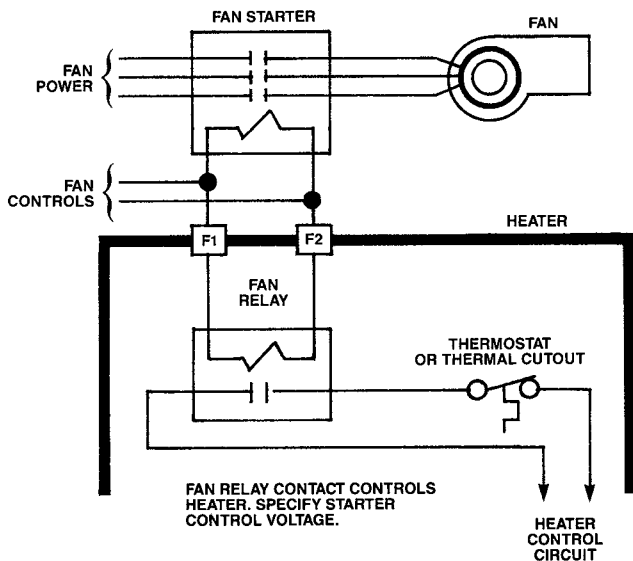 FAN STARTER
FAN
FAN
POWER
FAN
CONTROLS
F1
F2
HEATER
FAN
RELAY
THERMOSTAT
OR THERMAL CUTOUT
FAN RELAY CONTACT CONTROLS
HEATER. SPECIFY STARTER
CONTROL VOLTAGE.
HEATER
CONTROL
CIRCUIT